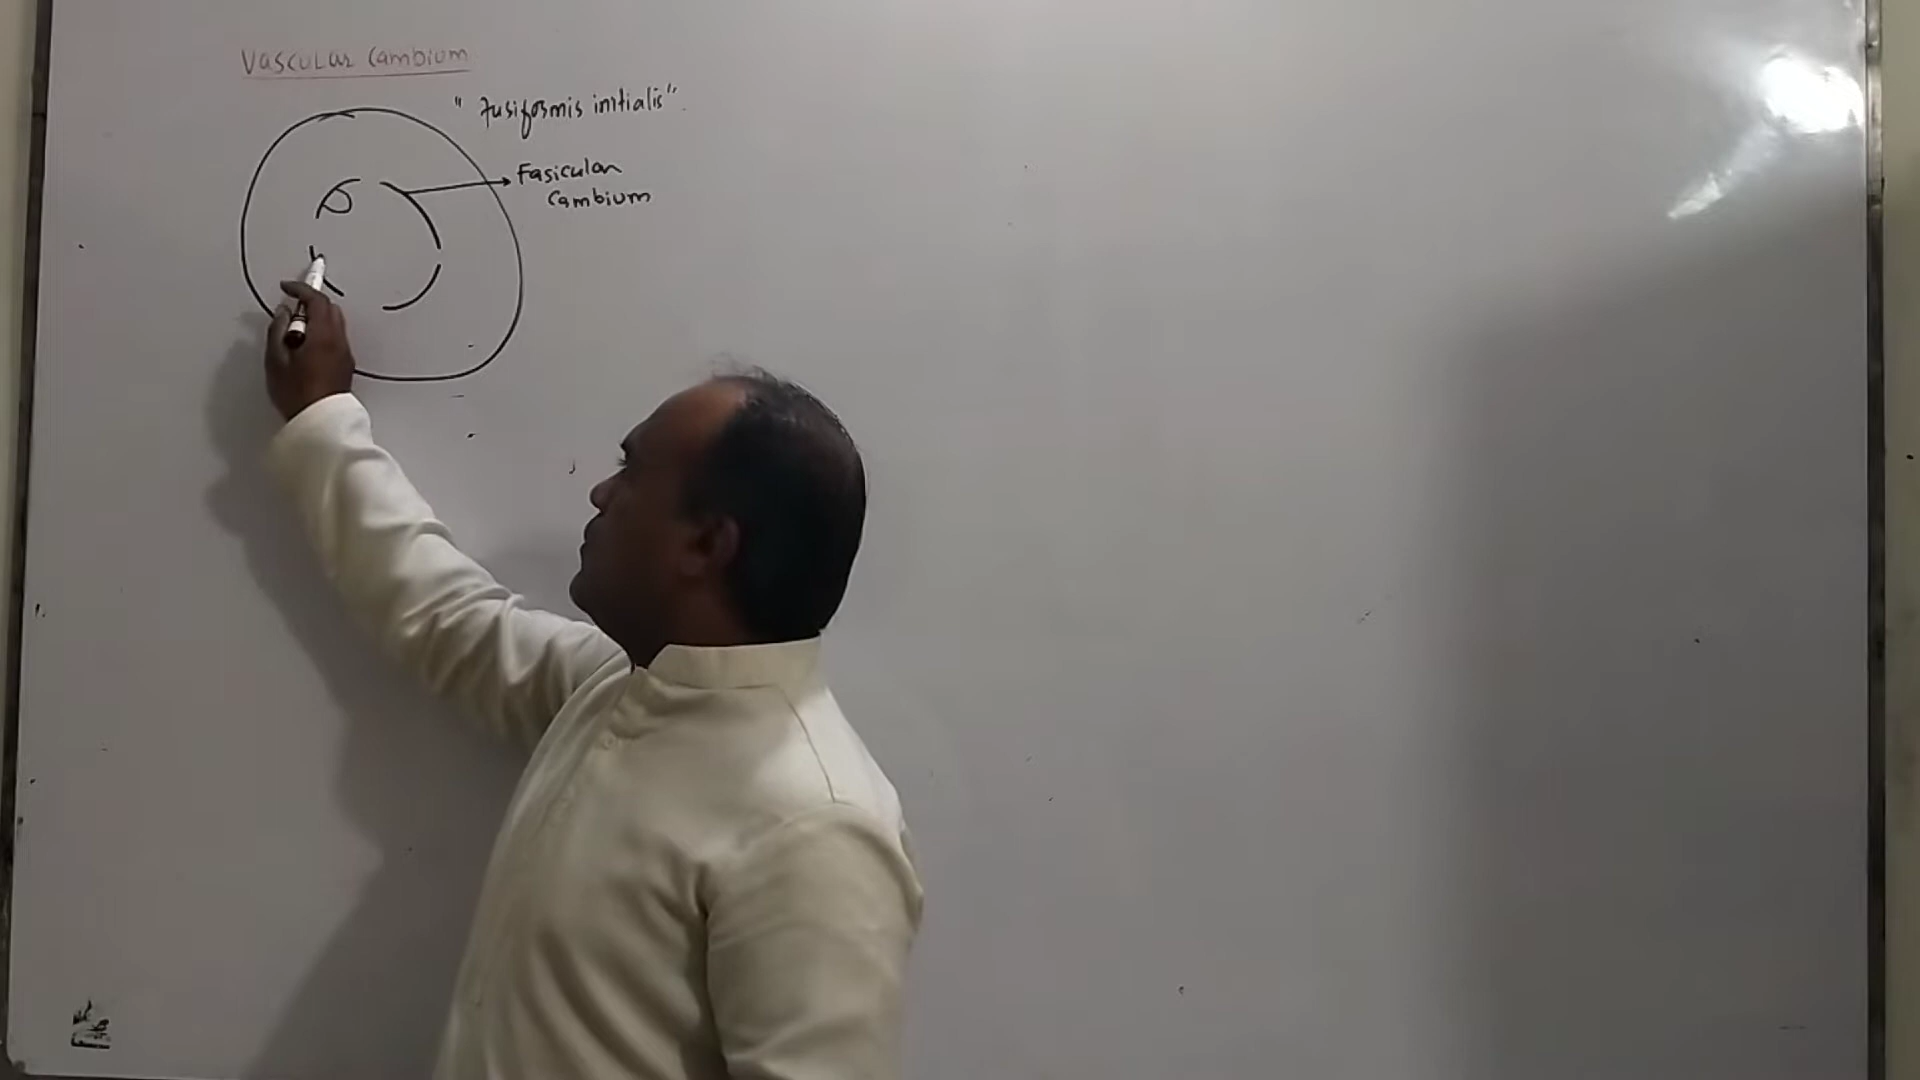 Vascular Cambium
"fusiformis initialis"
Fasicular
Cambium